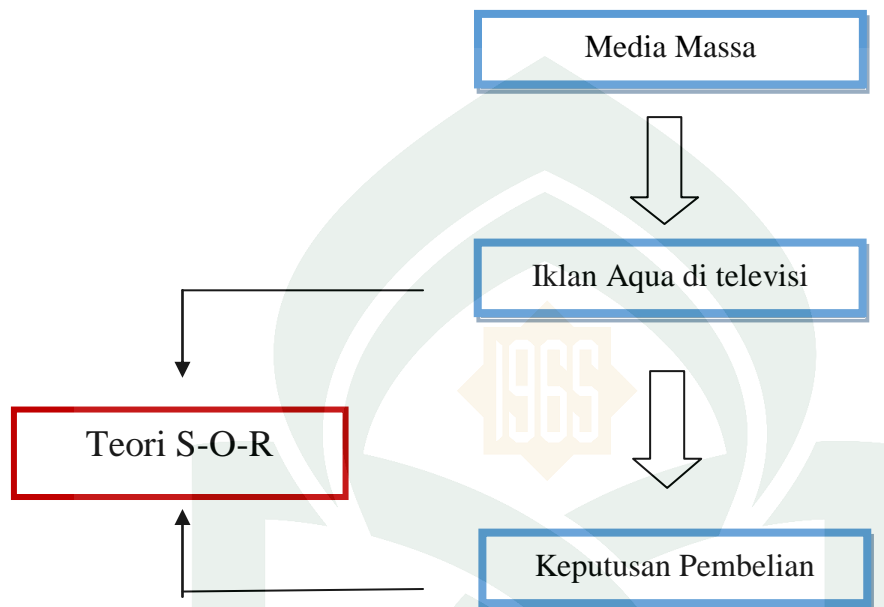 Media Massa
Iklan Aqua di televisi
1965
Teori S-O-R
Keputusan Pembelian